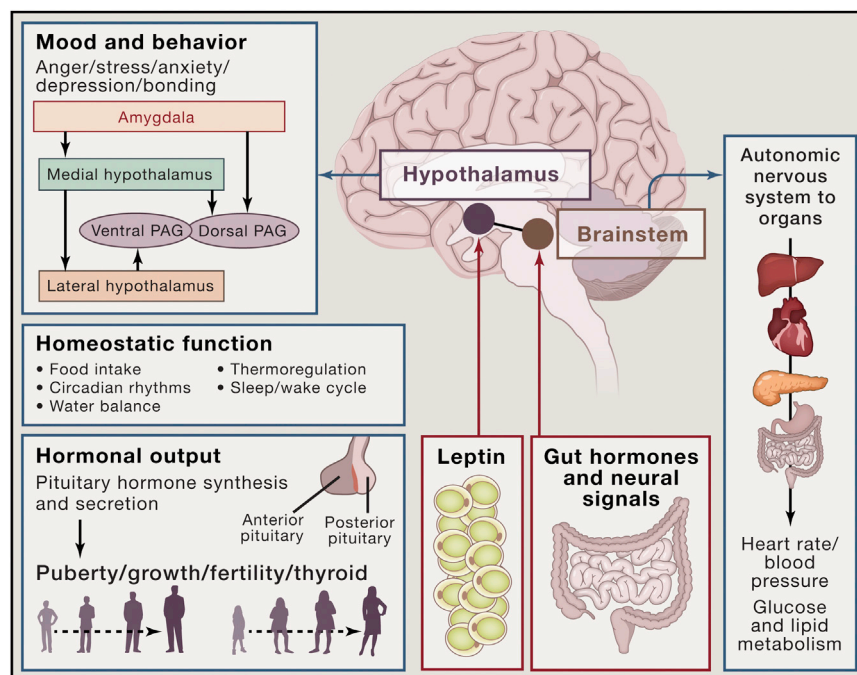 Mood and behavior
Anger/stress/anxiety/
depression/bonding
Amygdala
Medial hypothalamus
Ventral PAG
Dorsal PAG
Lateral hypothalamus
Hypothalamus
Brainstem
Autonomic
nervous
system to
organs
Heart rate/
blood
pressure
Glucose
and lipid
metabolism
Homeostatic function
• Food intake
• Circadian rhythms
• Water balance
• Thermoregulation
• Sleep/wake cycle
Hormonal output
Pituitary hormone synthesis
and secretion
Anterior
pituitary
Posterior
pituitary
Puberty/growth/fertility/thyroid
Leptin
Gut hormones
and neural
signals